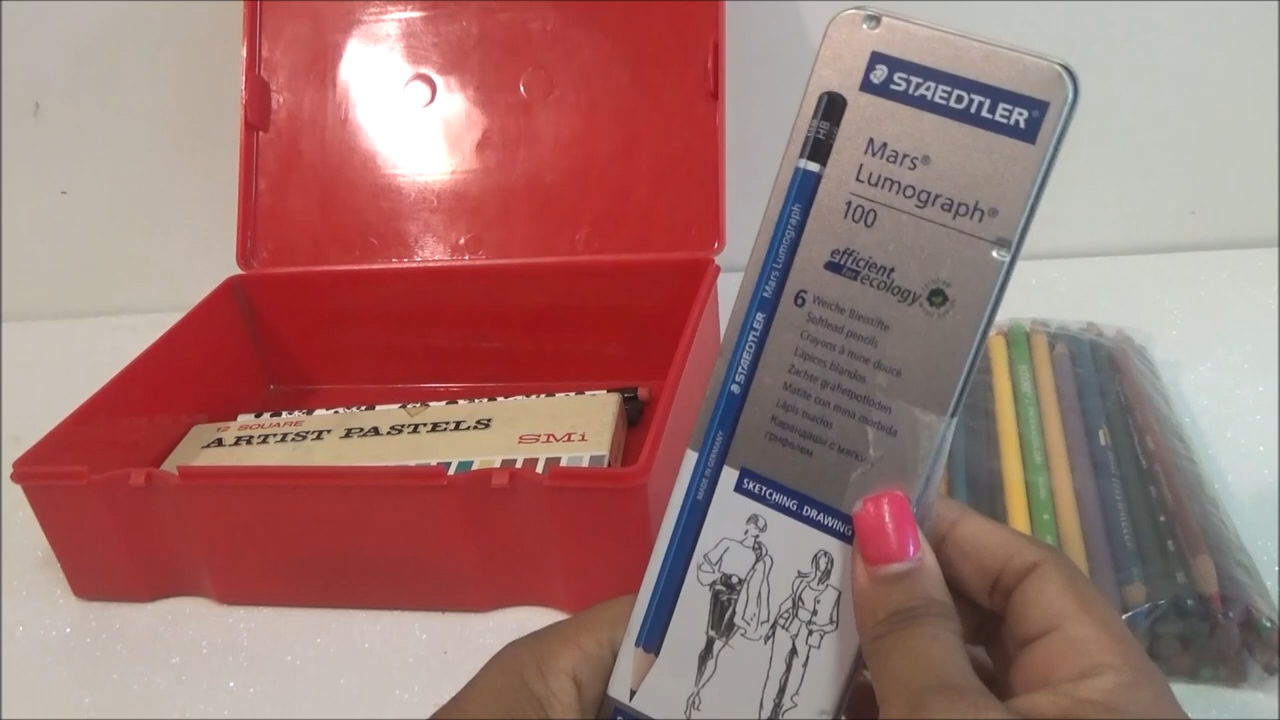 STAEDTLER®
Mars®
Lumograph®
100
efficient
for ecology
6 Weiche Bleistifte
Softlead pencils
Crayons à mine douce
Lápices blandos
Zachte grafietpotloden
Matite con mina morbida
Lápis macios
Карандаши с мягким
грифелем
SKETCHING. DRAWING
HB
STAEDTLER Mars Lumograph
MADE IN GERMANY
12 SQUARE
ARTIST PASTELS
SMi